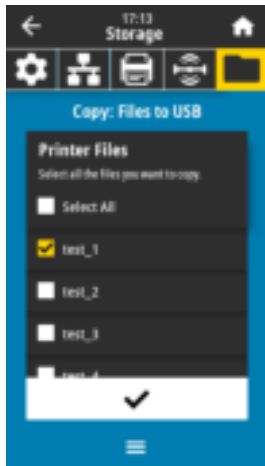 17:13
Storage
Copy: Files to USB
Printer Files
Select all the files you want to copy.
Select All
test_1
test_2
test_3
test_4